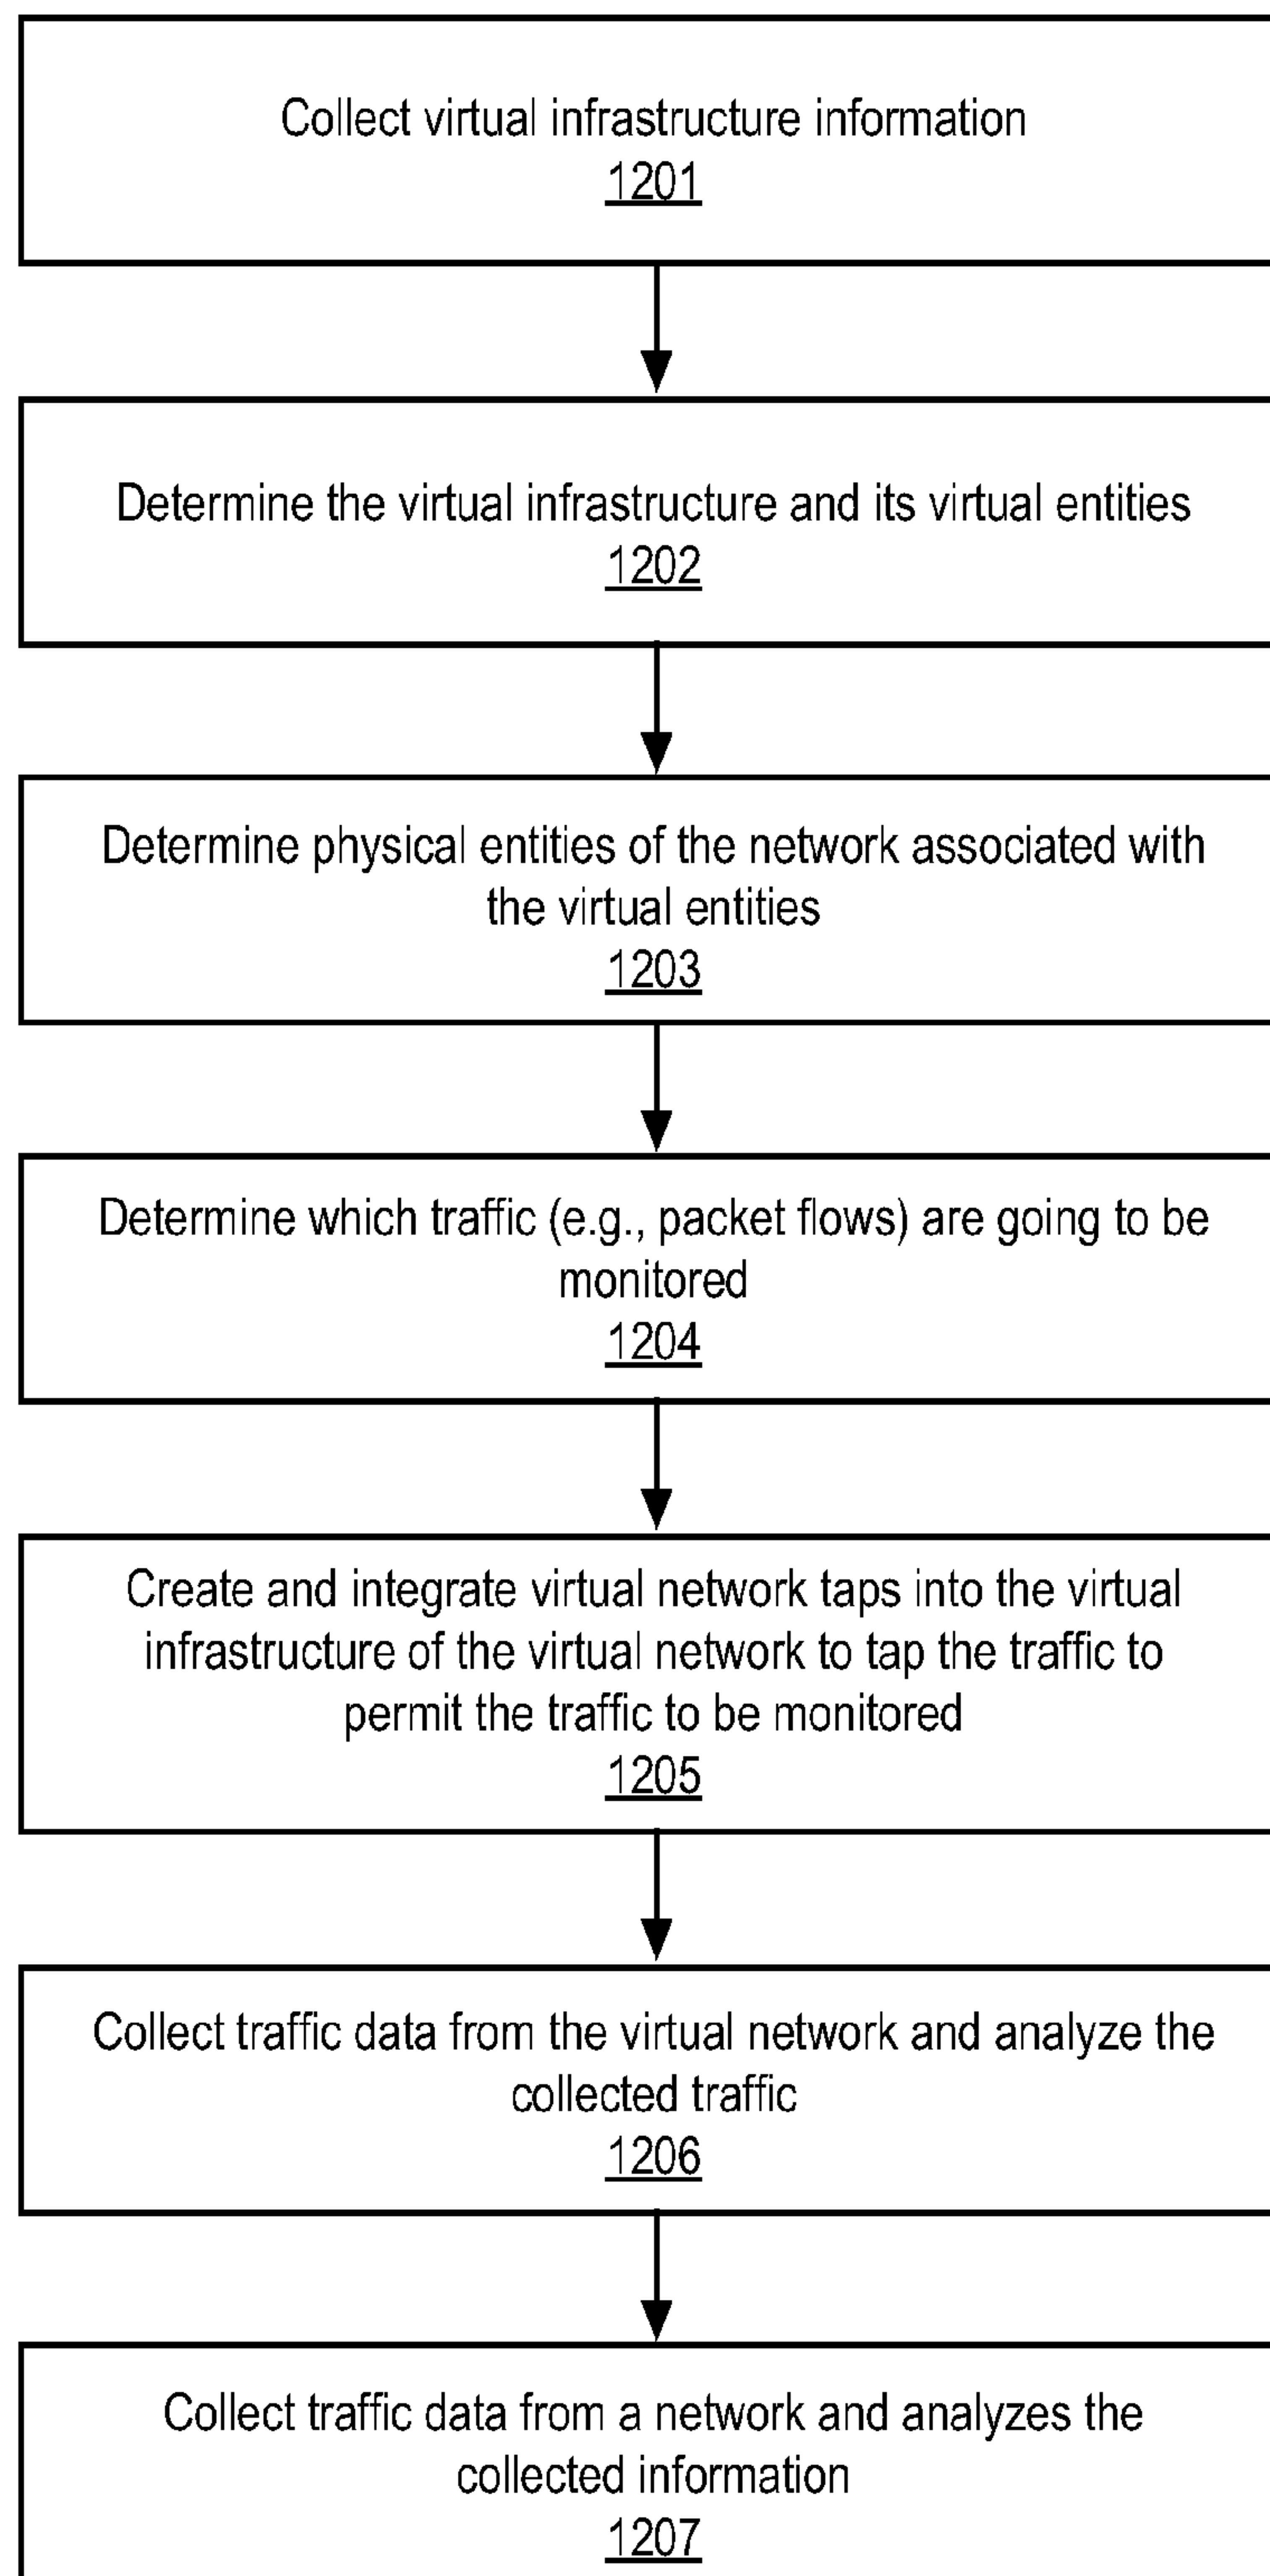 Collect virtual infrastructure information
1201
Determine the virtual infrastructure and its virtual entities
1202
Determine physical entities of the network associated with
the virtual entities
1203
Determine which traffic (e.g., packet flows) are going to be
monitored
1204
Create and integrate virtual network taps into the virtual
infrastructure of the virtual network to tap the traffic to
permit the traffic to be monitored
1205
Collect traffic data from the virtual network and analyze the
collected traffic
1206
Collect traffic data from a network and analyzes the
collected information
1207